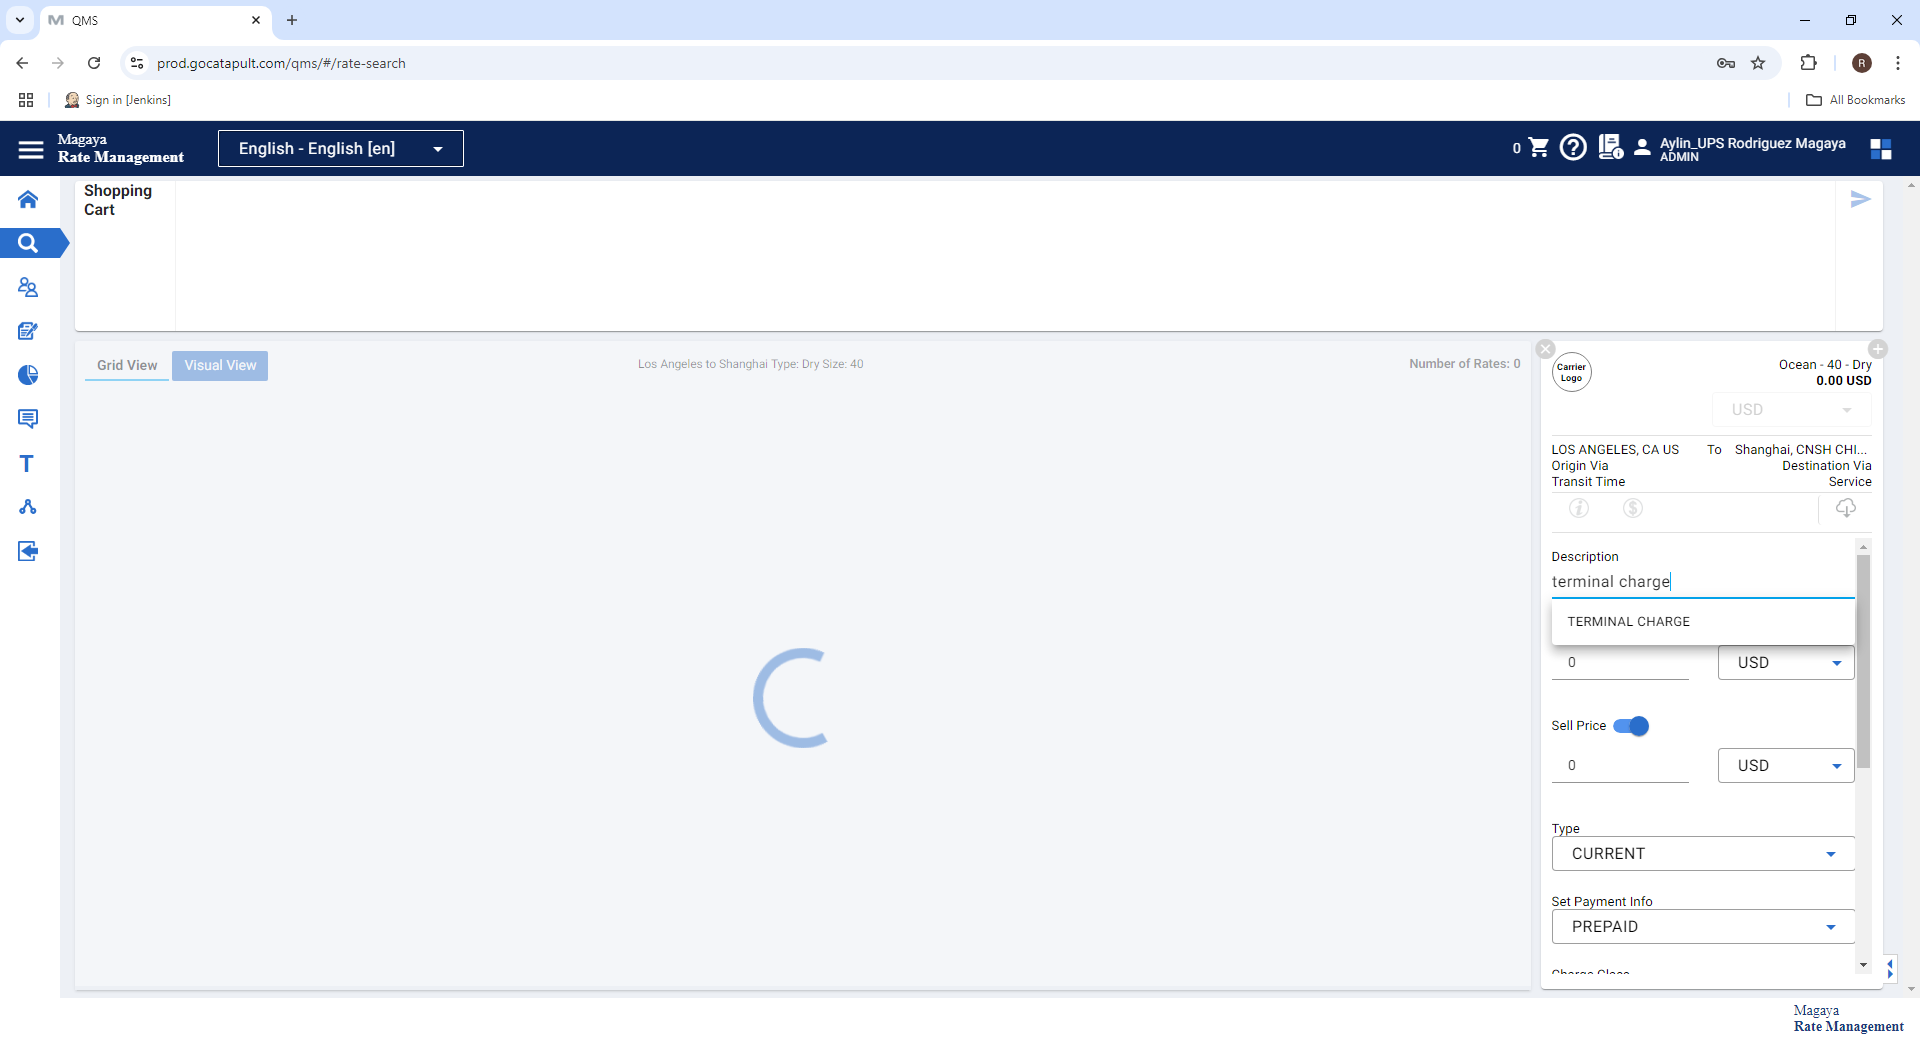 QMS
prod.gocatapult.com/qms/#/rate-search
R
Sign in [Jenkins]
All Bookmarks
Magaya
Rate Management
English - English [en]
0
Aylin_UPS Rodriguez Magaya
ADMIN
Shopping
Cart
Grid View
Visual View
Los Angeles to Shanghai Type: Dry Size: 40
Number of Rates: 0
Carrier
Logo
Ocean - 40 - Dry
0.00 USD
USD
LOS ANGELES, CA US To Shanghai, CNSH CHI...
Origin Via Destination Via
Transit Time Service
Description
terminal charge
TERMINAL CHARGE
0 USD
Sell Price
0 USD
Type
CURRENT
Set Payment Info
PREPAID
Charge Class
Magaya
Rate Management